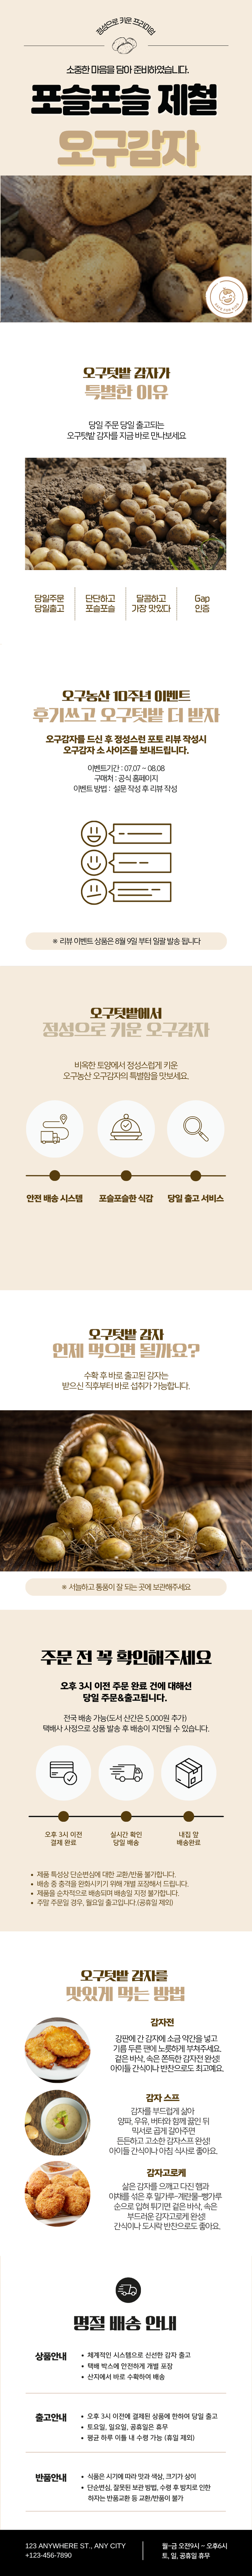 정성으로 키운 프리미엄
소중한 마음을 담아 준비하였습니다.
포슬포슬 제철
오구감자
오구텃밭 감자가
특별한 이유
당일 주문 당일 출고되는
오구텃밭 감자를 지금 바로 만나보세요
당일주문
당일출고
단단하고
포슬포슬
달콤하고
가장 맛있다
Gap
인증
오구농산 10주년 이벤트
후기쓰고 오구텃밭 더 받자
오구감자를 드신 후 정성스런 포토 리뷰 작성시
오구감자 소 사이즈를 보내드립니다.
이벤트기간 : 07.07 ~ 08.08
구매처 : 공식 홈페이지
이벤트 방법 : 설문 작성 후 리뷰 작성
※ 리뷰 이벤트 상품은 8월 9일 부터 일괄 발송 됩니다
오구텃밭에서
정성으로 키운 오구감자
비옥한 토양에서 정성스럽게 키운
오구농산 오구감자의 특별함을 맛보세요.
안전 배송 시스템
포슬포슬한 식감
당일 출고 서비스
오구텃밭 감자
언제 먹으면 될까요?
수확 후 바로 출고된 감자는
받으신 직후부터 바로 섭취가 가능합니다.
※ 서늘하고 통풍이 잘 되는 곳에 보관해주세요
주문 전 꼭 확인해주세요
오후 3시 이전 주문 완료 건에 대해선
당일 주문&출고됩니다.
전국 배송 가능(도서 산간은 5,000원 추가)
택배사 사정으로 상품 발송 후 배송이 지연될 수 있습니다.
오후 3시 이전
결제 완료
실시간 확인
당일 배송
내집 앞
배송완료
• 제품 특성상 단순변심에 대한 교환/반품 불가합니다.
• 배송 중 충격을 완화시키기 위해 개별 포장해서 드립니다.
• 제품을 순차적으로 배송되며 배송일 지정 불가합니다.
• 주말 주문일 경우, 월요일 출고입니다.(공휴일 제외)
오구텃밭 감자를
맛있게 먹는 방법
감자전
강판에 간 감자에 소금 약간을 넣고
기름 두른 팬에 노릇하게 부쳐주세요.
겉은 바삭, 속은 쫀득한 감자전 완성!
아이들 간식이나 반찬으로도 최고예요.
감자 스프
감자를 부드럽게 삶아
양파, 우유, 버터와 함께 끓인 뒤
믹서로 곱게 갈아주면
든든하고 고소한 감자스프 완성!
아이들 간식이나 아침 식사로 좋아요.
감자고로케
삶은 감자를 으깨고 다진 햄과
야채를 섞은 후 밀가루-계란물-빵가루
순으로 입혀 튀기면 겉은 바삭, 속은
부드러운 감자고로케 완성!
간식이나 도시락 반찬으로도 좋아요.
명절 배송 안내
상품안내
• 체계적인 시스템으로 신선한 감자 출고
• 택배 박스에 안전하게 개별 포장
• 산지에서 바로 수확하여 배송
출고안내
• 오후 3시 이전에 결제된 상품에 한하여 당일 출고
• 토요일, 일요일, 공휴일은 휴무
• 평균 하루 이틀 내 수령 가능 (휴일 제외)
반품안내
• 식품은 시기에 따라 맛과 색상, 크기가 상이
• 단순변심, 잘못된 보관 방법, 수령 후 방치로 인한
하자는 반품교환 등 교환/반품이 불가
123 ANYWHERE ST., ANY CITY
+123-456-7890
월~금 오전9시 ~ 오후6시
토, 일, 공휴일 휴무